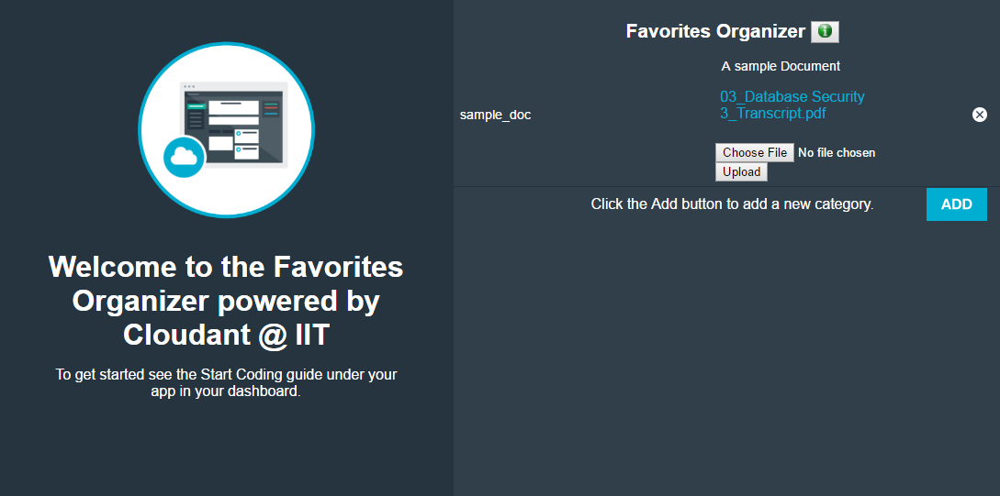 Welcome to the Favorites
Organizer powered by
Cloudant @ IIT
To get started see the Start Coding guide under your
app in your dashboard.
Favorites Organizer
A sample Document
sample_doc
03_Database Security
3_Transcript.pdf
Choose File No file chosen
Upload
Click the Add button to add a new category.
ADD